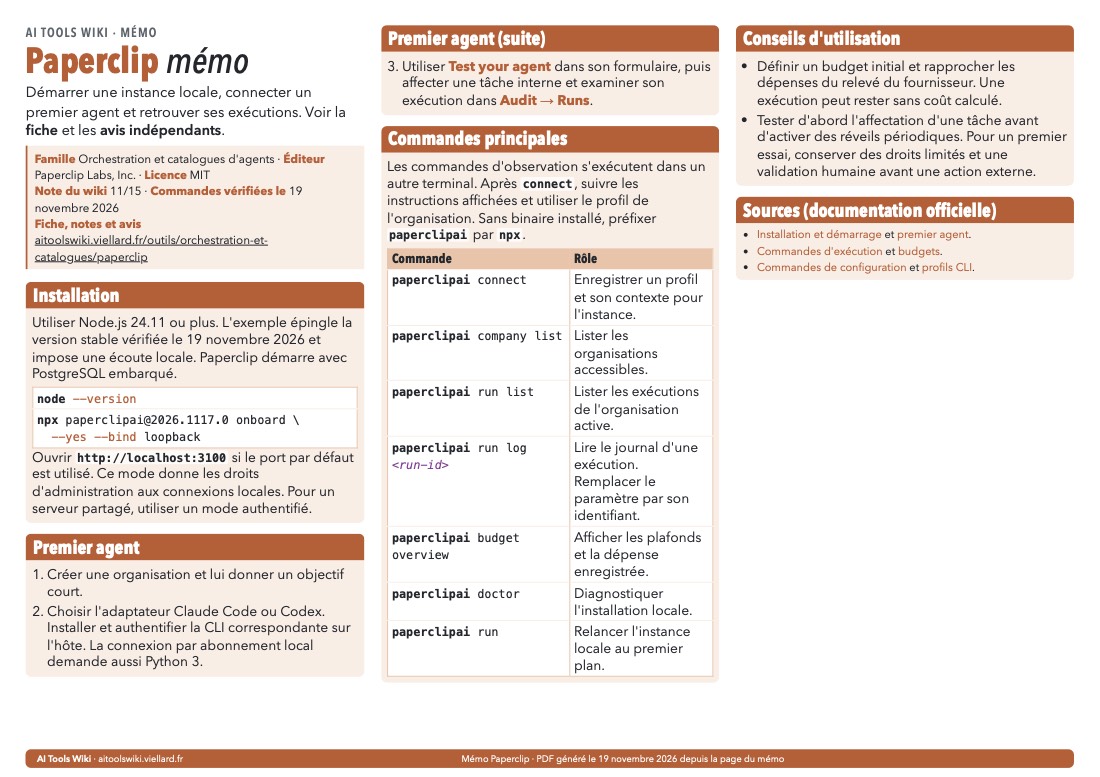 AI TOOLS WIKI · MÉMO
Paperclip mémo
Démarrer une instance locale, connecter un
premier agent et retrouver ses exécutions. Voir la
fiche et les avis indépendants.
Famille Orchestration et catalogues d'agents · Éditeur
Paperclip Labs, Inc. · Licence MIT
Note du wiki 11/15 · Commandes vérifiées le 19
novembre 2026
Fiche, notes et avis
aitoolswiki.viellard.fr/outils/orchestration-et-
catalogues/paperclip
Installation
Utiliser Node.js 24.11 ou plus. L'exemple épingle la
version stable vérifiée le 19 novembre 2026 et
impose une écoute locale. Paperclip démarre avec
PostgreSQL embarqué.
node --version
npx paperclipai@2026.1117.0 onboard \
--yes --bind loopback
Ouvrir http://localhost:3100 si le port par défaut
est utilisé. Ce mode donne les droits
d'administration aux connexions locales. Pour un
serveur partagé, utiliser un mode authentifié.
Premier agent
1. Créer une organisation et lui donner un objectif
court.
2. Choisir l'adaptateur Claude Code ou Codex.
Installer et authentifier la CLI correspondante sur
l'hôte. La connexion par abonnement local
demande aussi Python 3.
Premier agent (suite)
3. Utiliser Test your agent dans son formulaire, puis
affecter une tâche interne et examiner son
exécution dans Audit → Runs.
Commandes principales
Les commandes d'observation s'exécutent dans un
autre terminal. Après connect, suivre les
instructions affichées et utiliser le profil de
l'organisation. Sans binaire installé, préfixer
paperclipai par npx.
Commande Rôle
paperclipai connect Enregistrer un profil
et son contexte pour
l'instance.
paperclipai company list Lister les
organisations
accessibles.
paperclipai run list Lister les exécutions
de l'organisation
active.
paperclipai run log Lire le journal d'une
<run-id> exécution.
Remplacer le
paramètre par son
identifiant.
paperclipai budget Afficher les plafonds
overview et la dépense
enregistrée.
paperclipai doctor Diagnostiquer
l'installation locale.
paperclipai run Relancer l'instance
locale au premier
plan.
Conseils d'utilisation
• Définir un budget initial et rapprocher les
dépenses du relevé du fournisseur. Une
exécution peut rester sans coût calculé.
• Tester d'abord l'affectation d'une tâche avant
d'activer des réveils périodiques. Pour un premier
essai, conserver des droits limités et une
validation humaine avant une action externe.
Sources (documentation officielle)
• Installation et démarrage et premier agent.
• Commandes d'exécution et budgets.
• Commandes de configuration et profils CLI.
AI Tools Wiki · aitoolswiki.viellard.fr
Mémo Paperclip · PDF généré le 19 novembre 2026 depuis la page du mémo